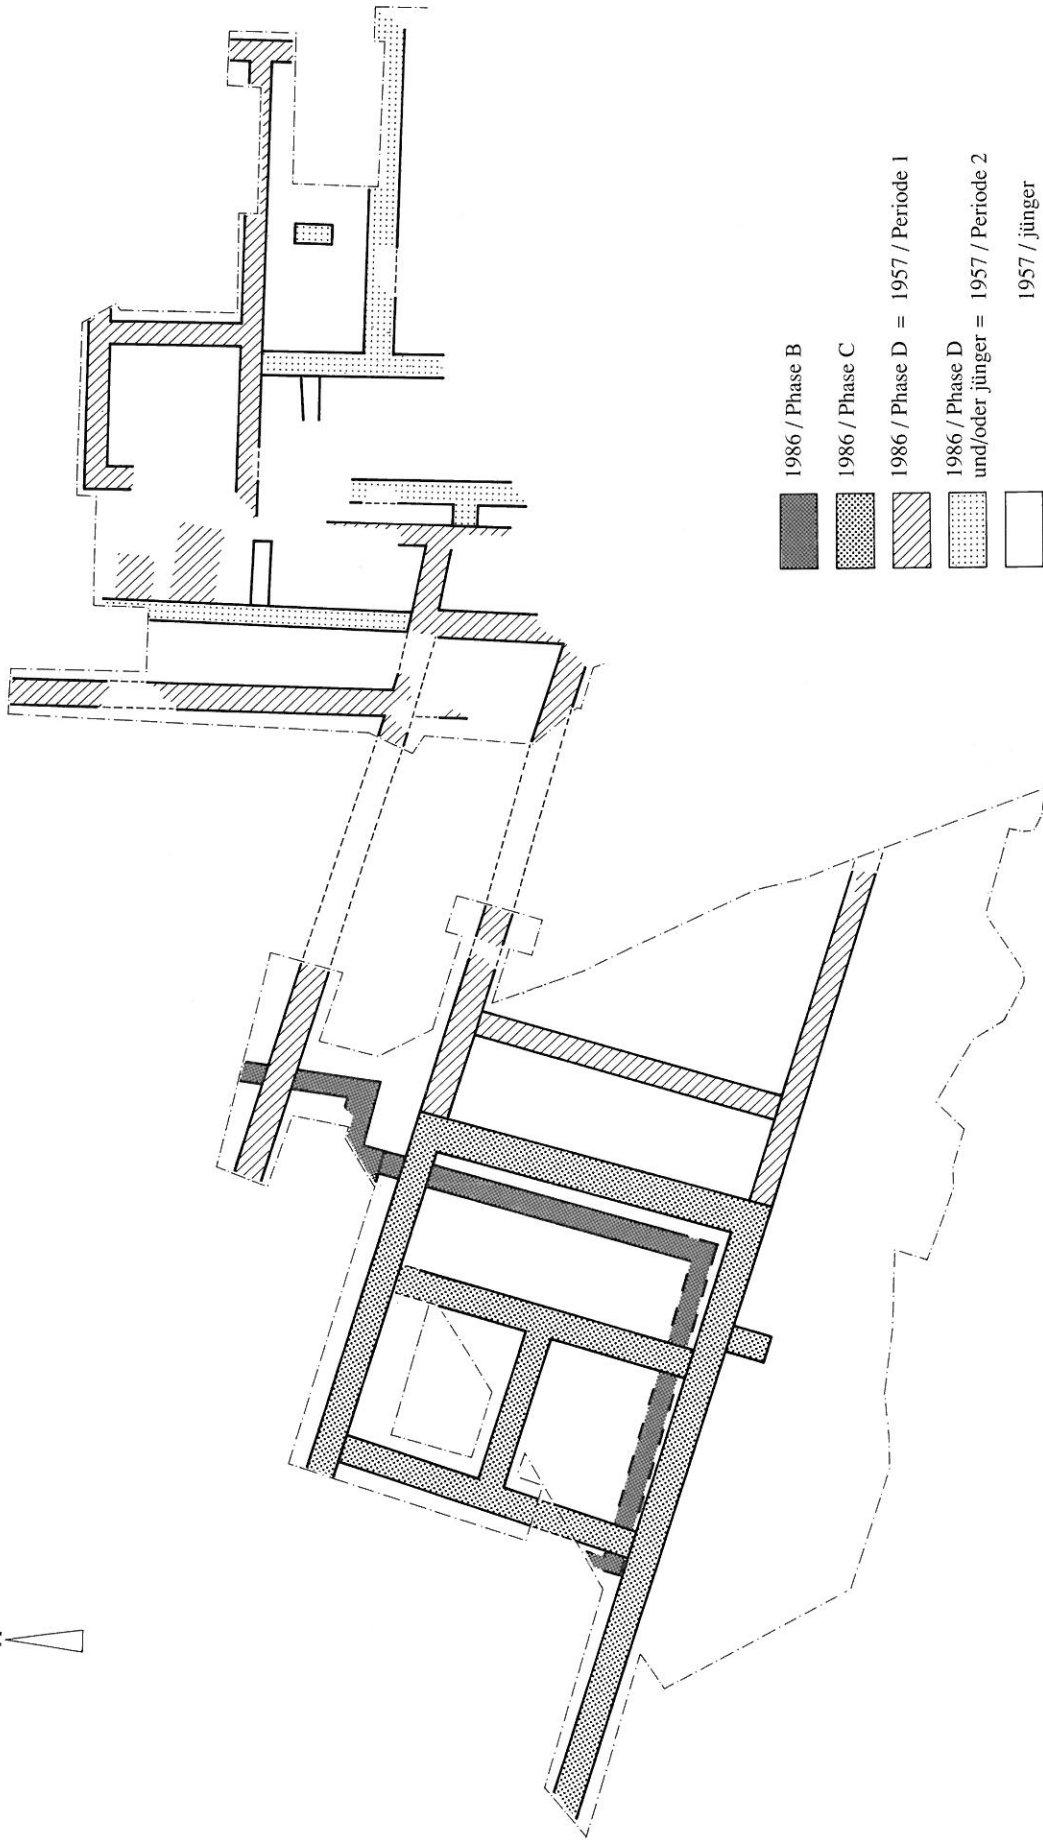 1986 / Phase B
1986 / Phase C
1986 / Phase D = 1957 / Periode 1
1986 / Phase D
und/oder jünger = 1957 / Periode 2
1957 / jünger